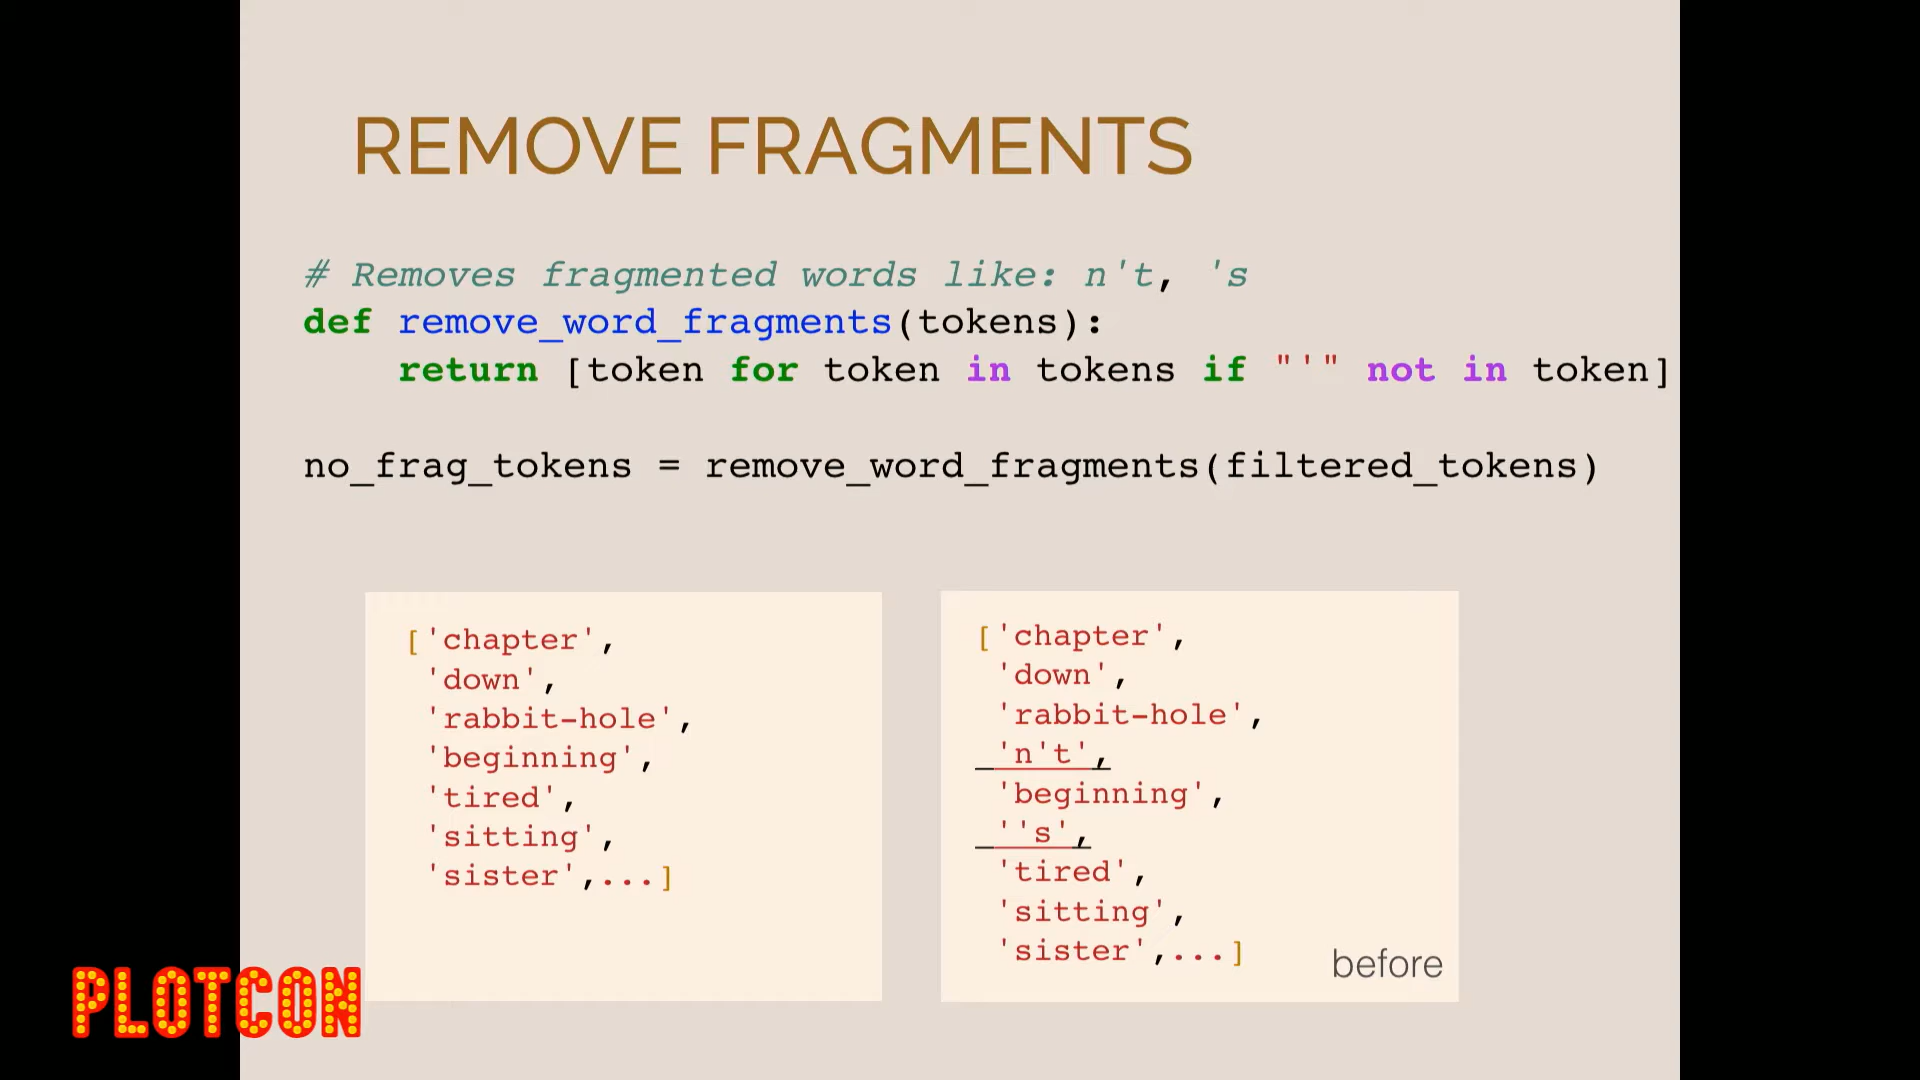 REMOVE FRAGMENTS
# Removes fragmented words like: n't, 's
def remove_word_fragments(tokens):
    return [token for token in tokens if "'" not in token]
no_frag_tokens = remove_word_fragments(filtered_tokens)
['chapter',
'down',
'rabbit-hole',
'beginning',
'tired',
'sitting',
'sister',...]
['chapter',
'down',
'rabbit-hole',
'n't',
'beginning',
''s',
'tired',
'sitting',
'sister',...]
before
PLOTCON